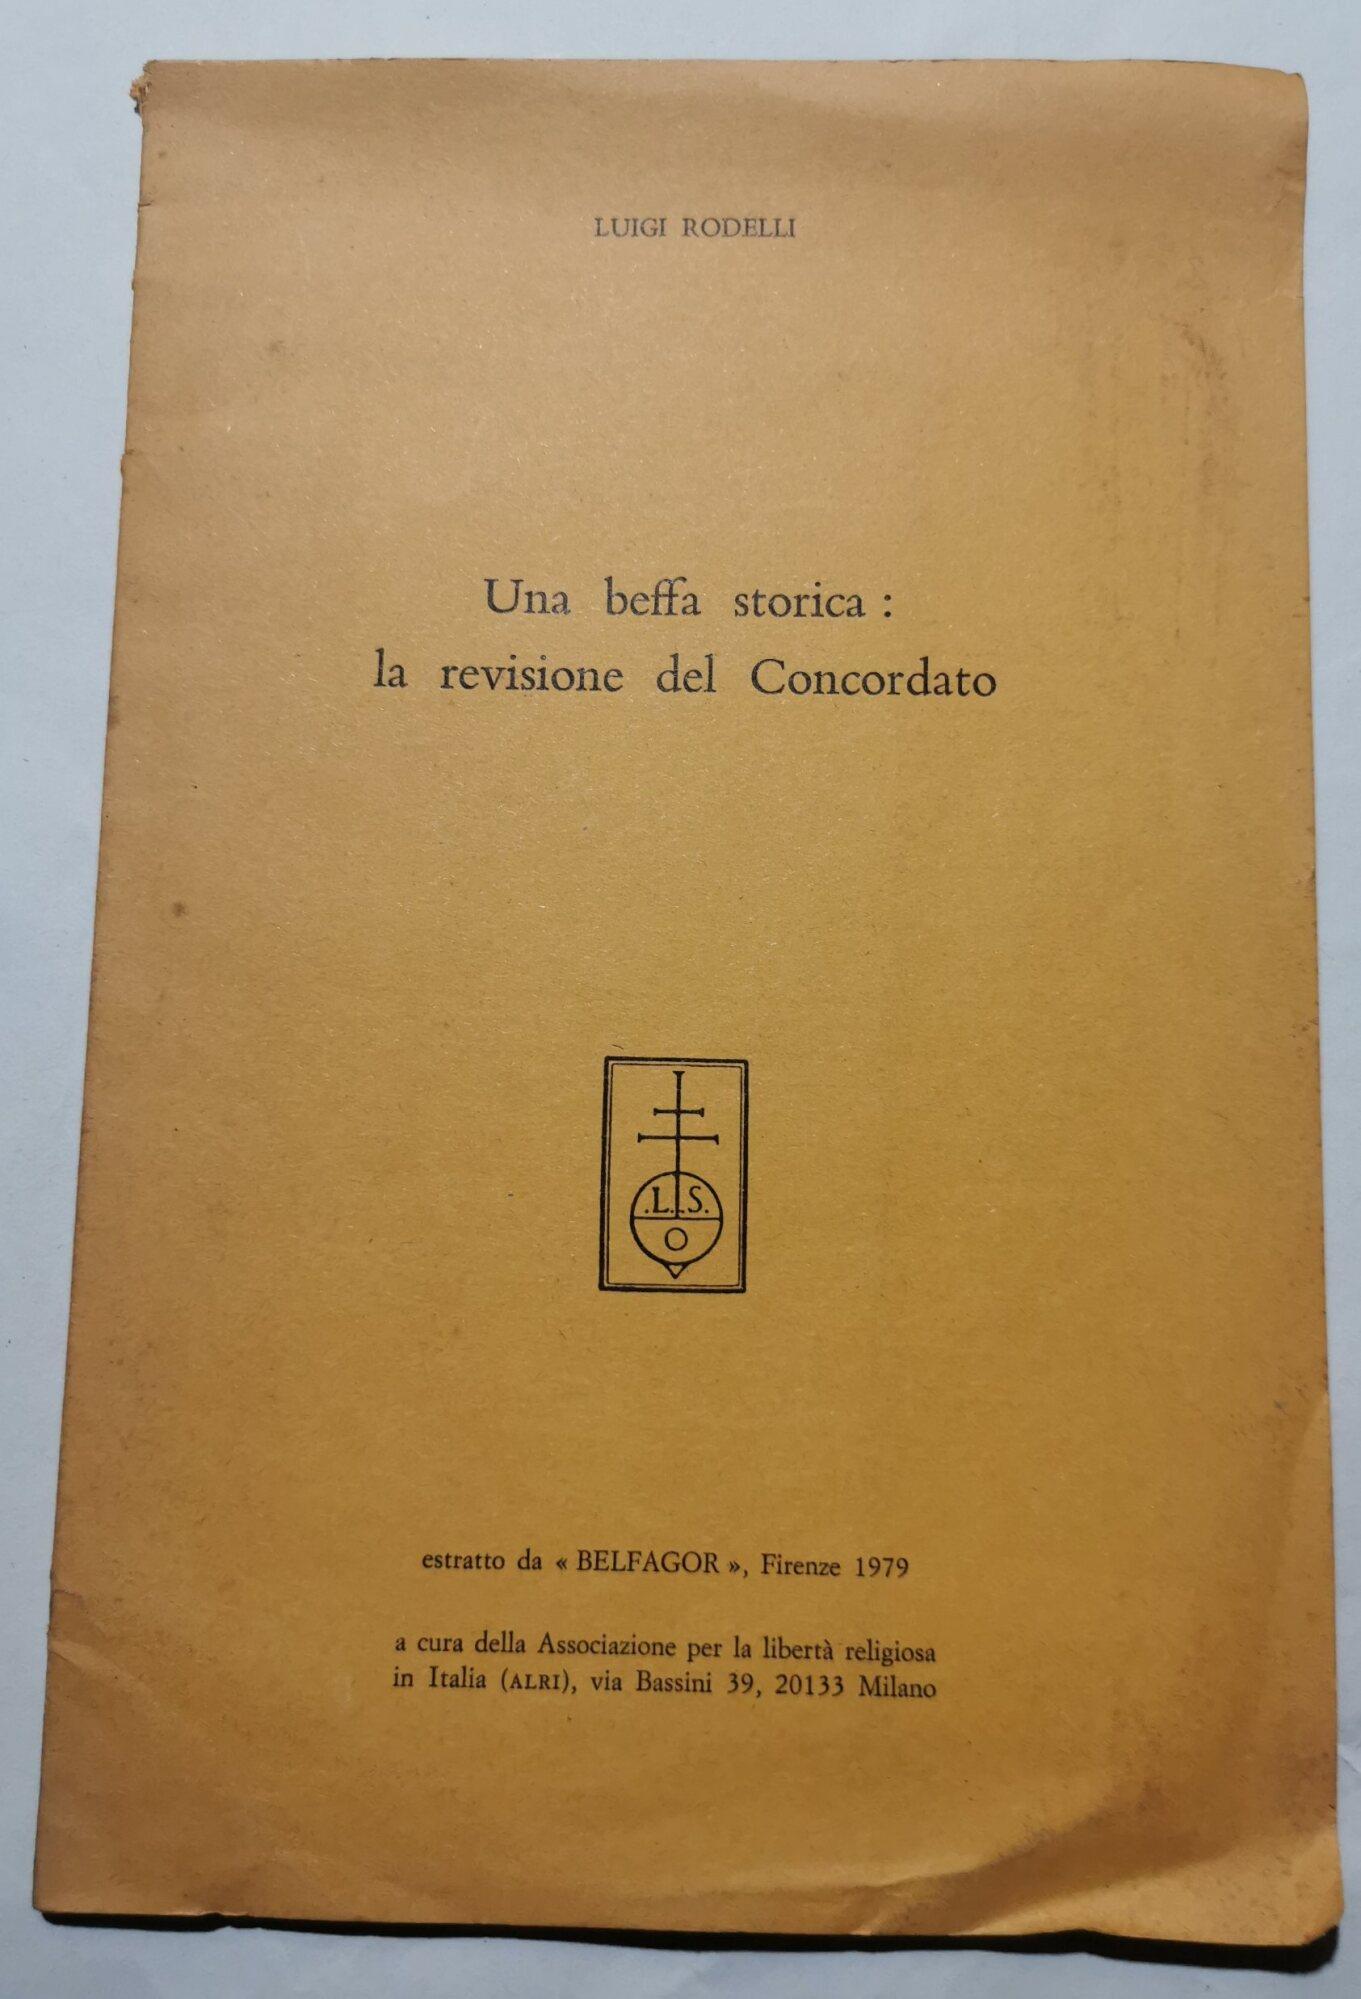 LUIGI RODELLI
Una beffa storica :
la revisione del Concordato
.L.S.
O
estratto da « BELFAGOR », Firenze 1979
a cura della Associazione per la libertà religiosa
in Italia (ALRI), via Bassini 39, 20133 Milano